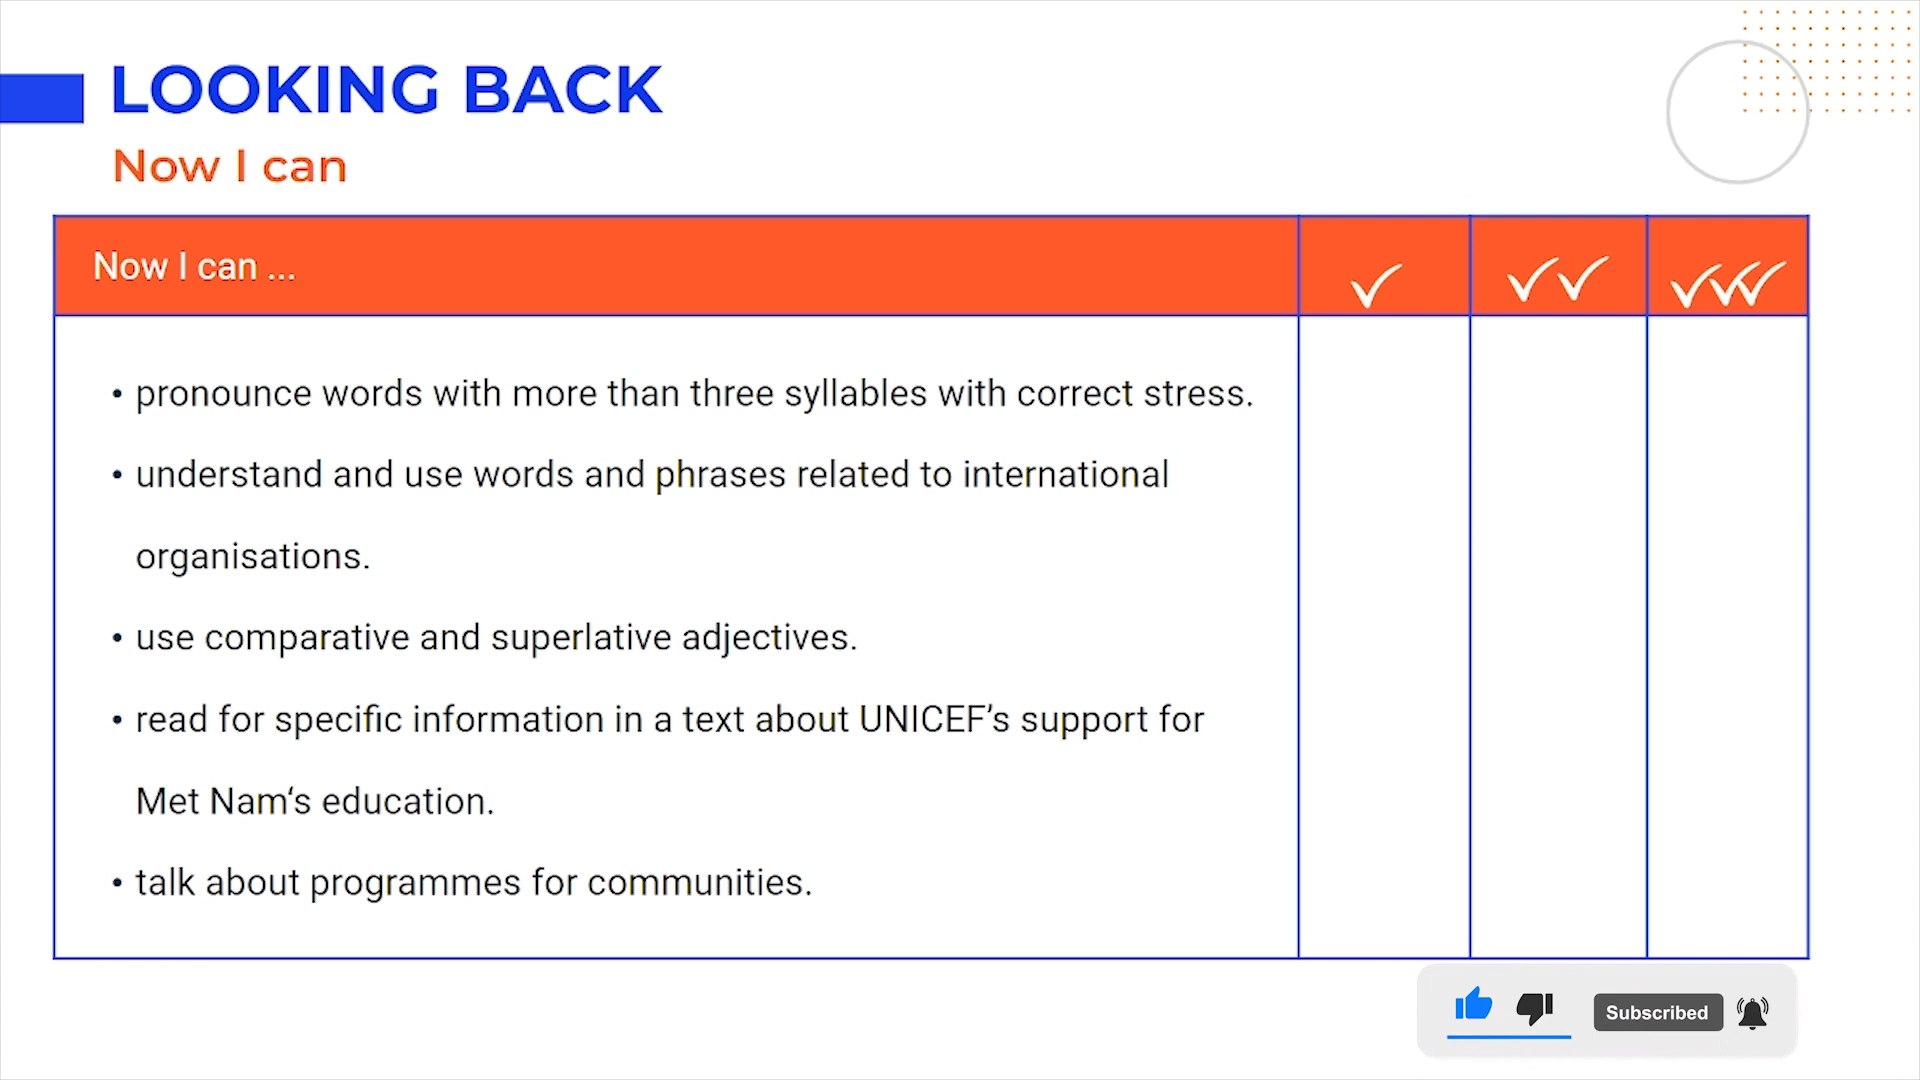 LOOKING BACK
Now I can
Now I can ...
• pronounce words with more than three syllables with correct stress.
• understand and use words and phrases related to international
organisations.
• use comparative and superlative adjectives.
• read for specific information in a text about UNICEF’s support for
Met Nam‘s education.
• talk about programmes for communities.
Subscribed